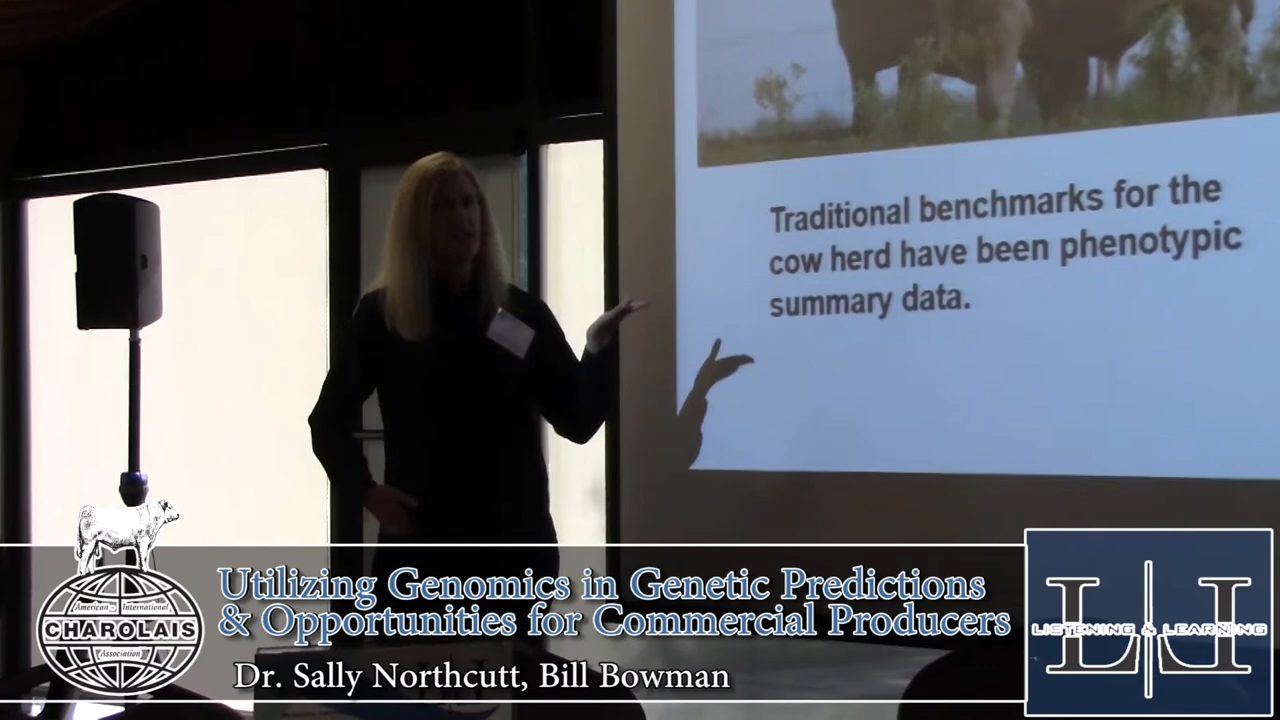 Traditional benchmarks for the
cow herd have been phenotypic
summary data.
Utilizing Genomics in Genetic Predictions
& Opportunities for Commercial Producers
Dr. Sally Northcutt, Bill Bowman
American - International
CHAROLAIS
Association
LL
LISTENING & LEARNING